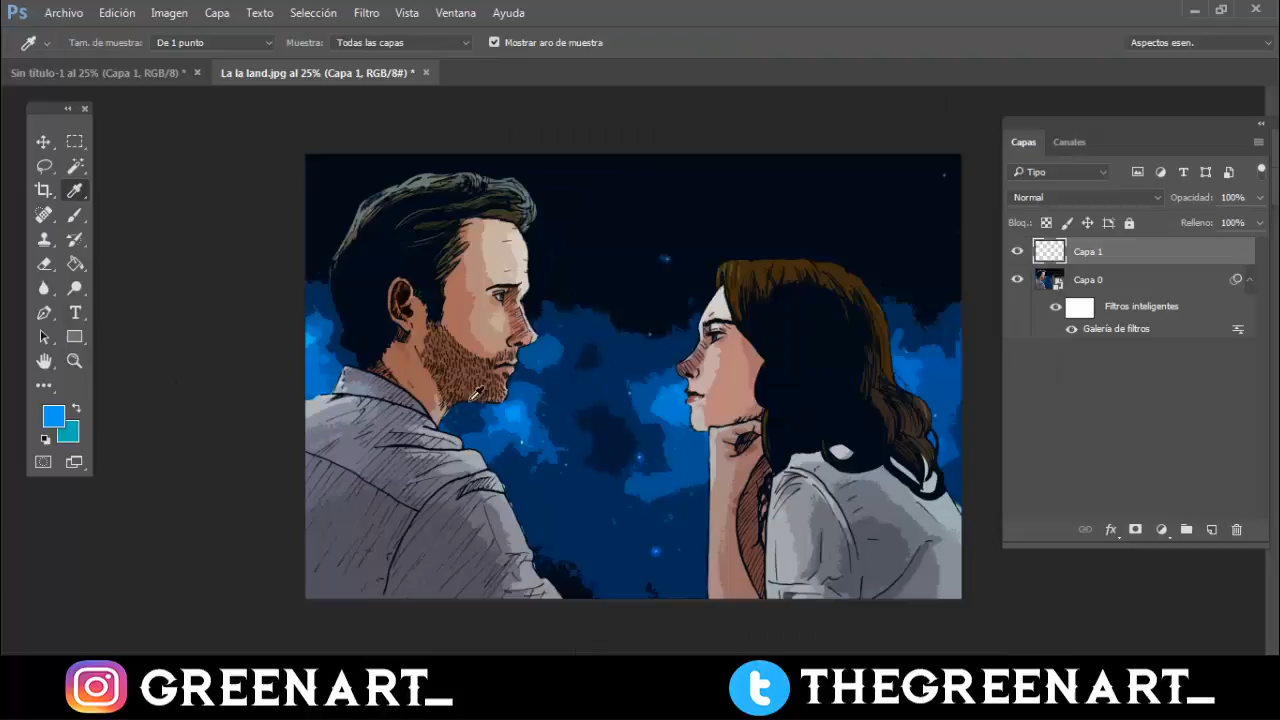 Ps Archivo Edición Imagen Capa Texto Selección Filtro Vista Ventana Ayuda
Tam. de muestra: De 1 punto Muestra: Todas las capas Mostrar aro de muestra Aspectos esen.
Sin título-1 al 25% (Capa 1, RGB/8) * La la land.jpg al 25% (Capa 1, RGB/8#) *
Capas Canales
Tipo
Normal Opacidad: 100%
Bloq.: Relleno: 100%
Capa 1
Capa 0
Filtros inteligentes
Galería de filtros
fx
GREENART_ THEGREENART_